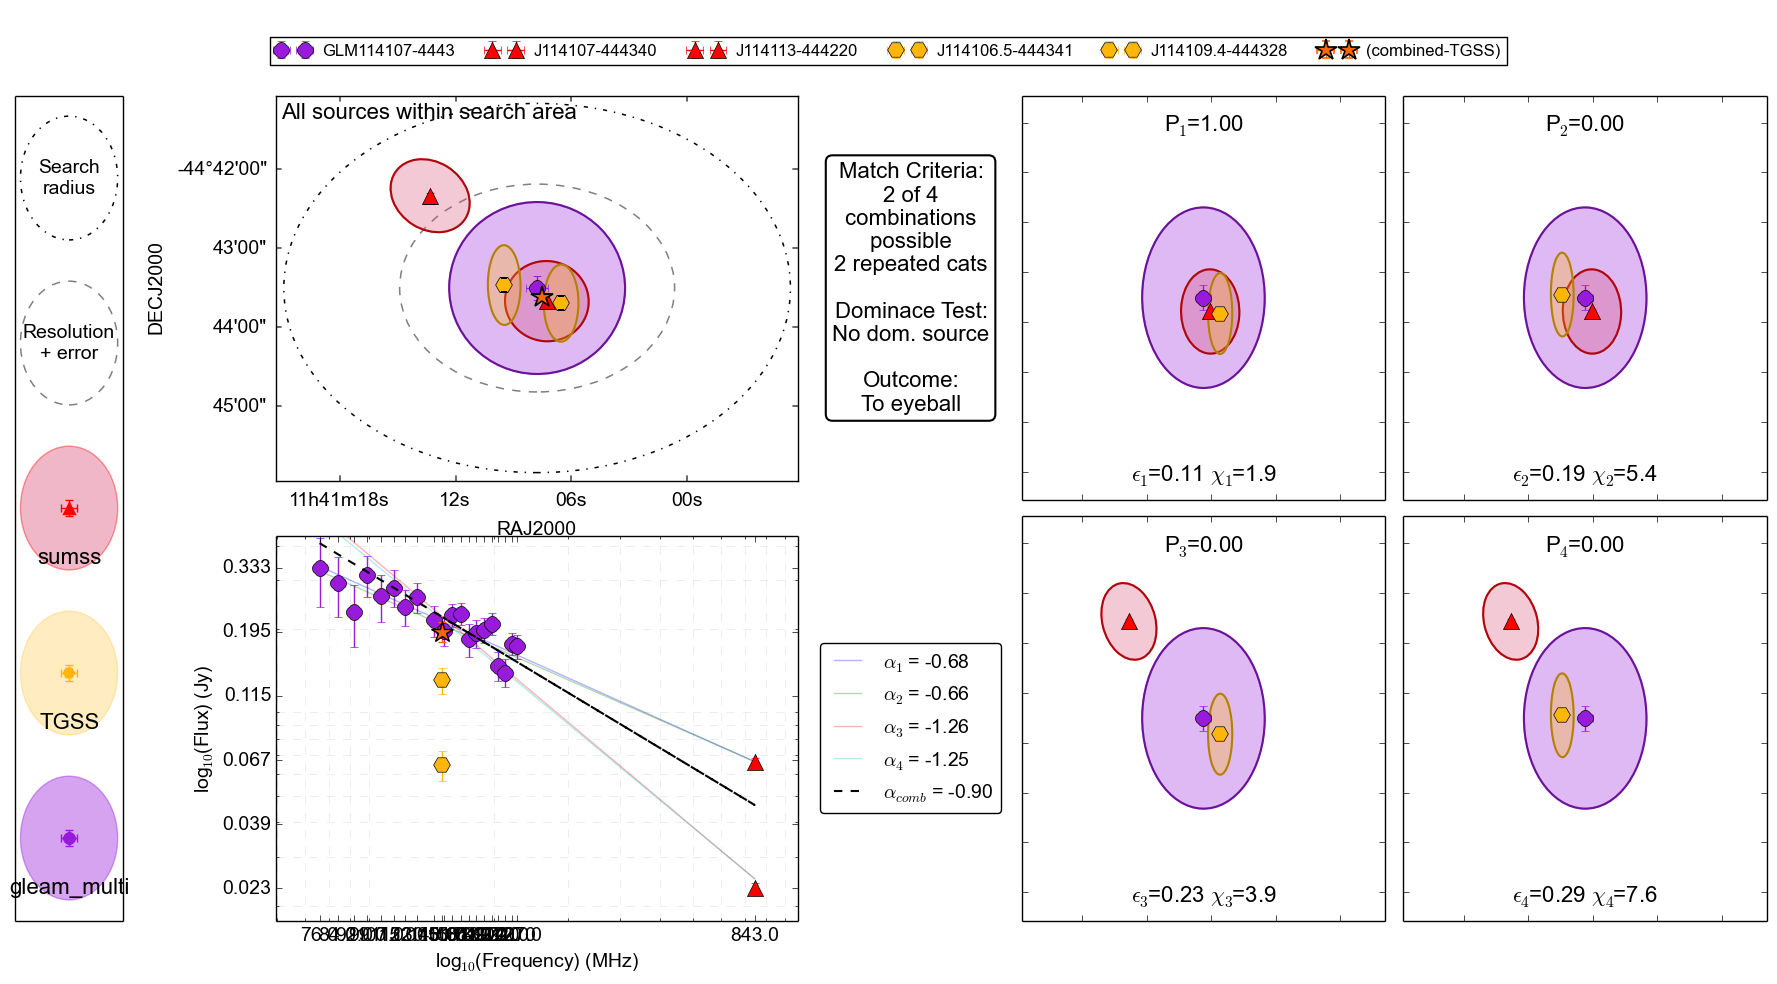 GLM114107-4443 J114107-444340 J114113-444220 J114106.5-444341 J114109.4-444328 (combined-TGSS)
Search
radius
Resolution
+ error
sumss
TGSS
gleam_multi
All sources within search area
DECJ2000
-44°42'00"
43'00"
44'00"
45'00"
11h41m18s 12s 06s 00s
RAJ2000
Match Criteria:
2 of 4
combinations
possible
2 repeated cats
Dominace Test:
No dom. source
Outcome:
To eyeball
P1=1.00
ϵ1=0.11 χ1=1.9
P2=0.00
ϵ2=0.19 χ2=5.4
P3=0.00
ϵ3=0.23 χ3=3.9
P4=0.00
ϵ4=0.29 χ4=7.6
log10(Flux) (Jy)
0.333
0.195
0.115
0.067
0.039
0.023
843.0
log10(Frequency) (MHz)
α1 = -0.68
α2 = -0.66
α3 = -1.26
α4 = -1.25
αcomb = -0.90